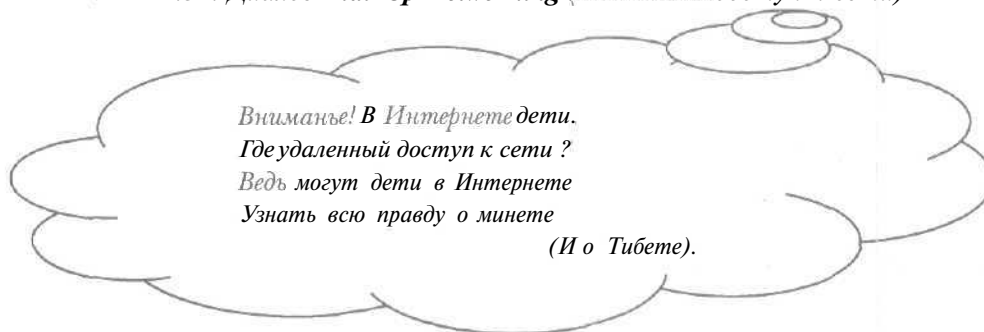 Вниманье! В Интернете дети.
Где удаленный доступ к сети ?
Ведь могут дети в Интернете
Узнать всю правду о минете
(И о Тибете).